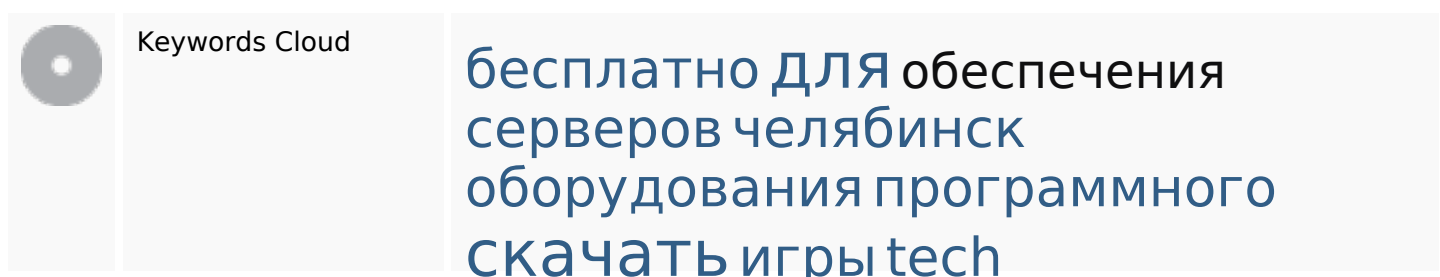 Keywords Cloud
бесплатно для обеспечения
серверов челябинск
оборудования программного
скачать игры tech